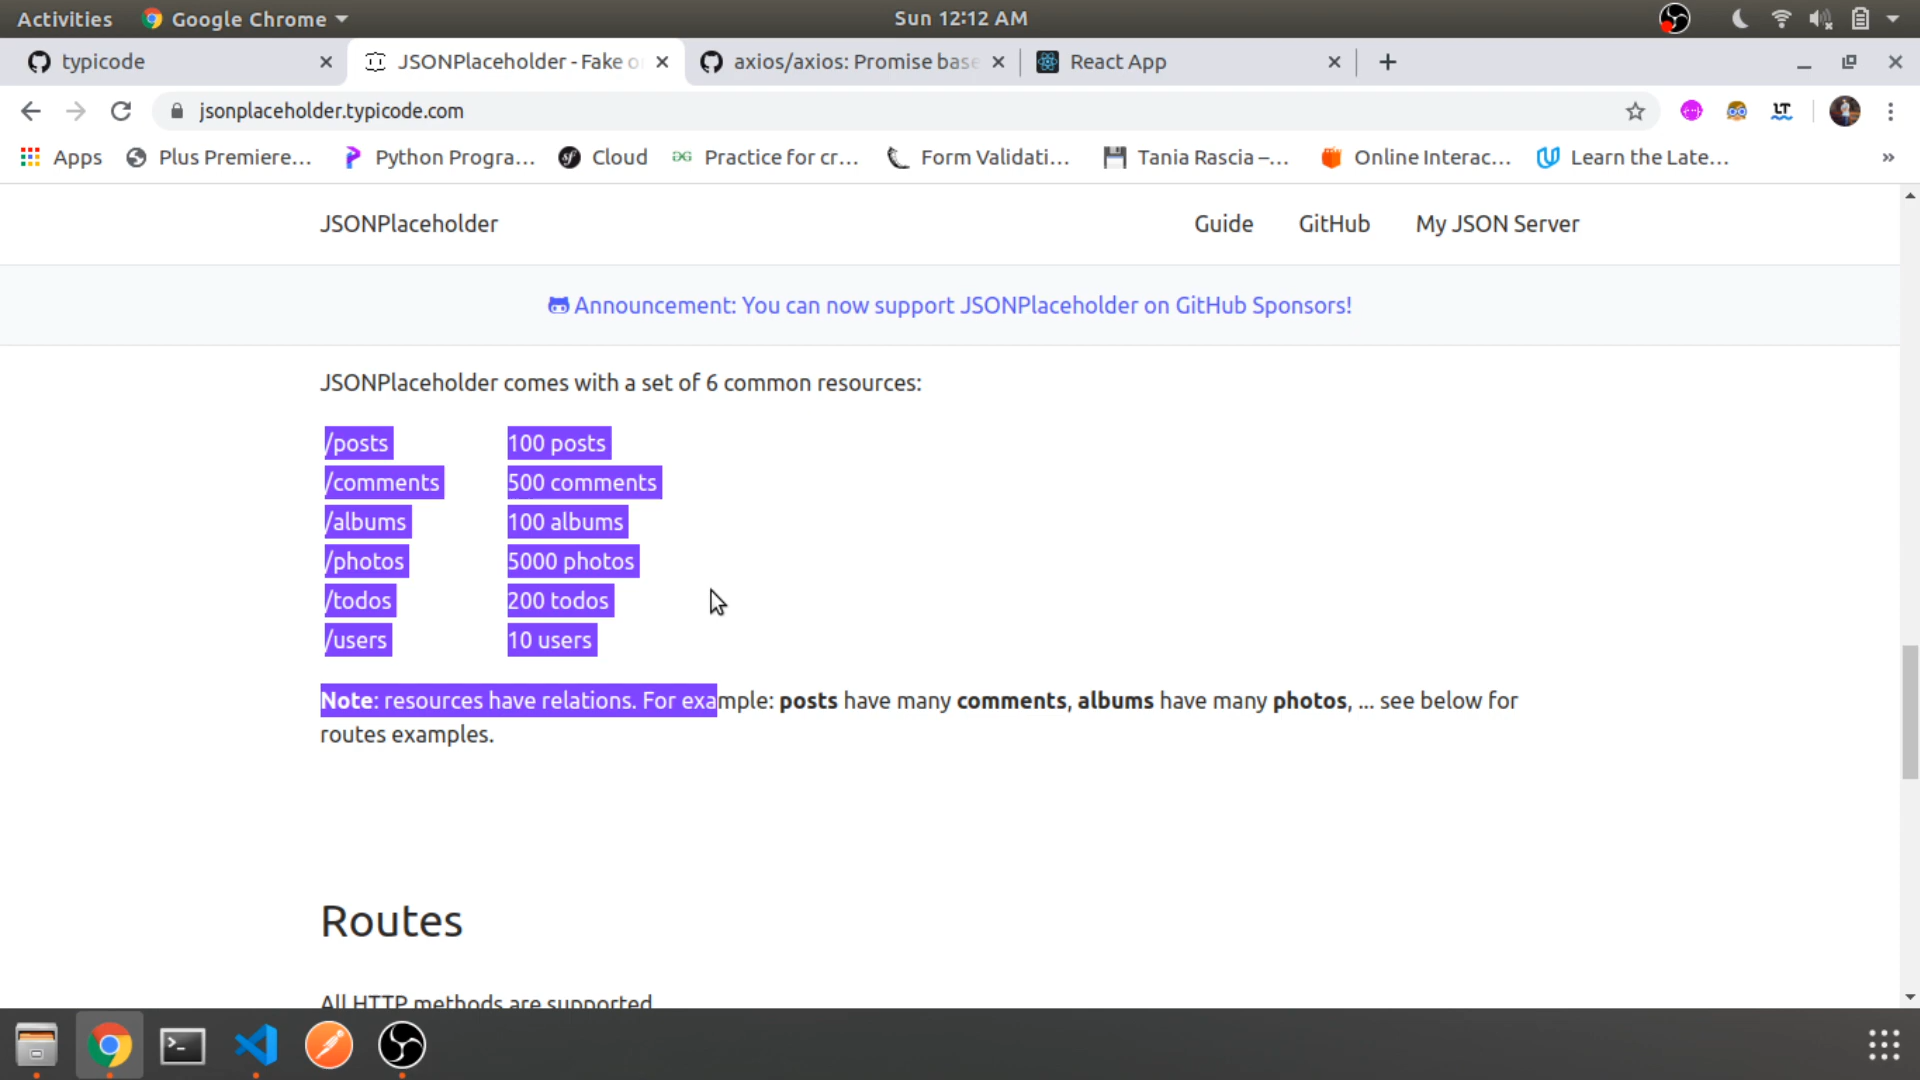 Activities Google Chrome Sun 12:12 AM
typicode JSONPlaceholder - Fake o axios/axios: Promise base React App
jsonplaceholder.typicode.com
Apps Plus Premiere... Python Progra... Cloud Practice for cr... Form Validati... Tania Rascia –... Online Interac... Learn the Late... »
JSONPlaceholder Guide GitHub My JSON Server
Announcement: You can now support JSONPlaceholder on GitHub Sponsors!
JSONPlaceholder comes with a set of 6 common resources:
/posts 100 posts
/comments 500 comments
/albums 100 albums
/photos 5000 photos
/todos 200 todos
/users 10 users
Note: resources have relations. For example: posts have many comments, albums have many photos, ... see below for
routes examples.
Routes
All HTTP methods are supported